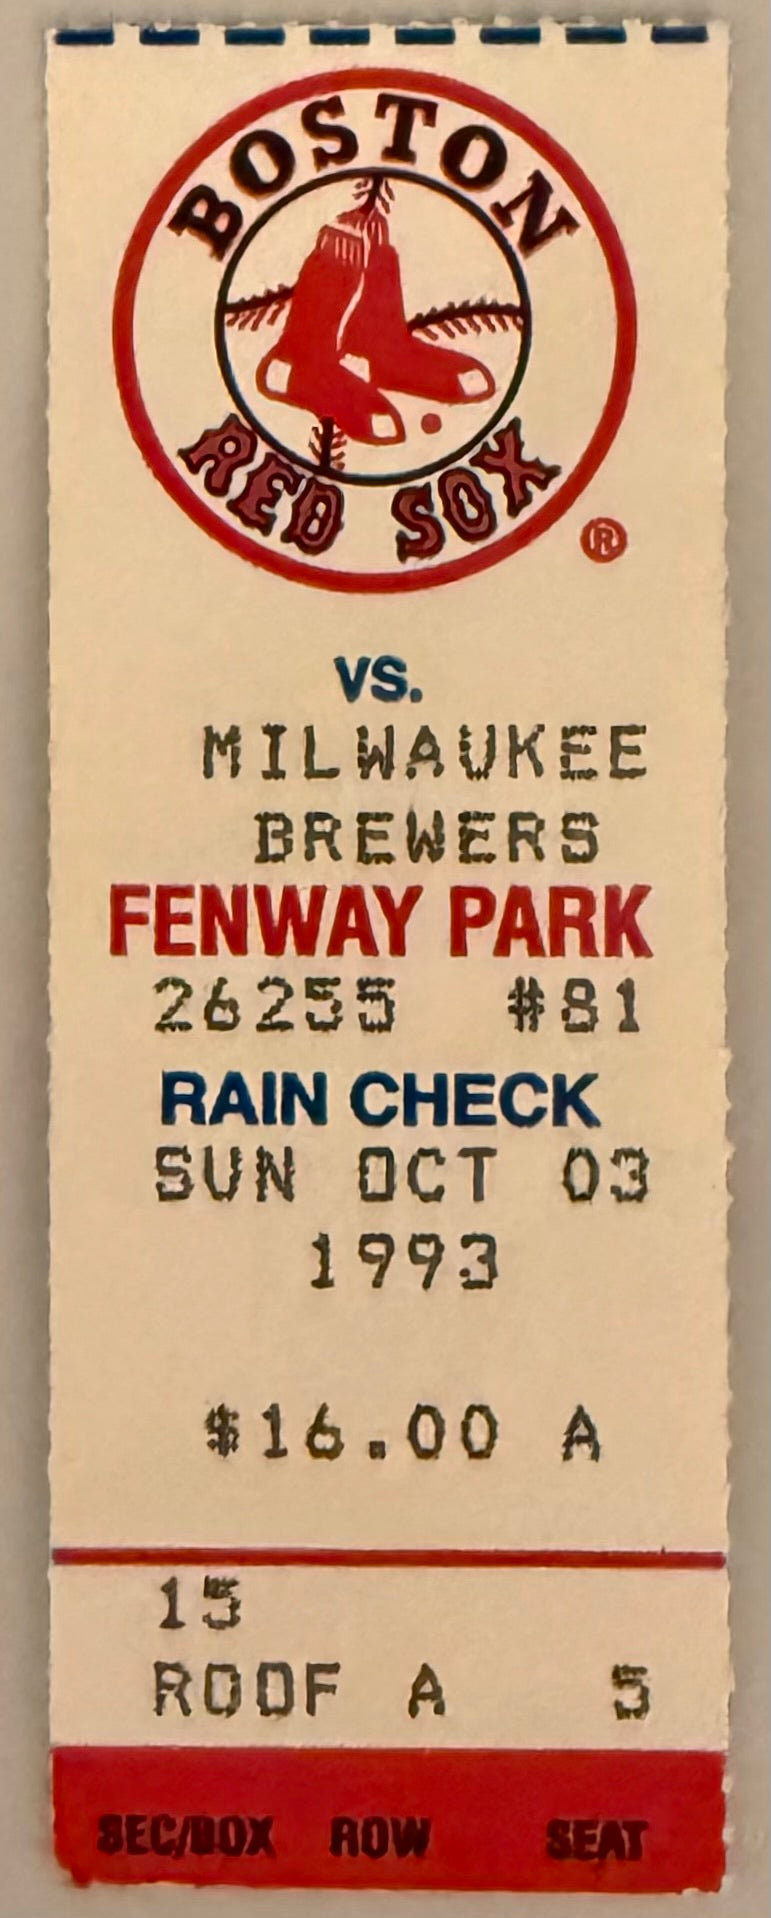 BOSTON
RED SOX
®
VS.
MILWAUKEE
BREWERS
FENWAY PARK
26255 #81
RAIN CHECK
SUN OCT 03
1993
$16.00 A
15
ROOF A 5
SEC/BOX ROW SEAT